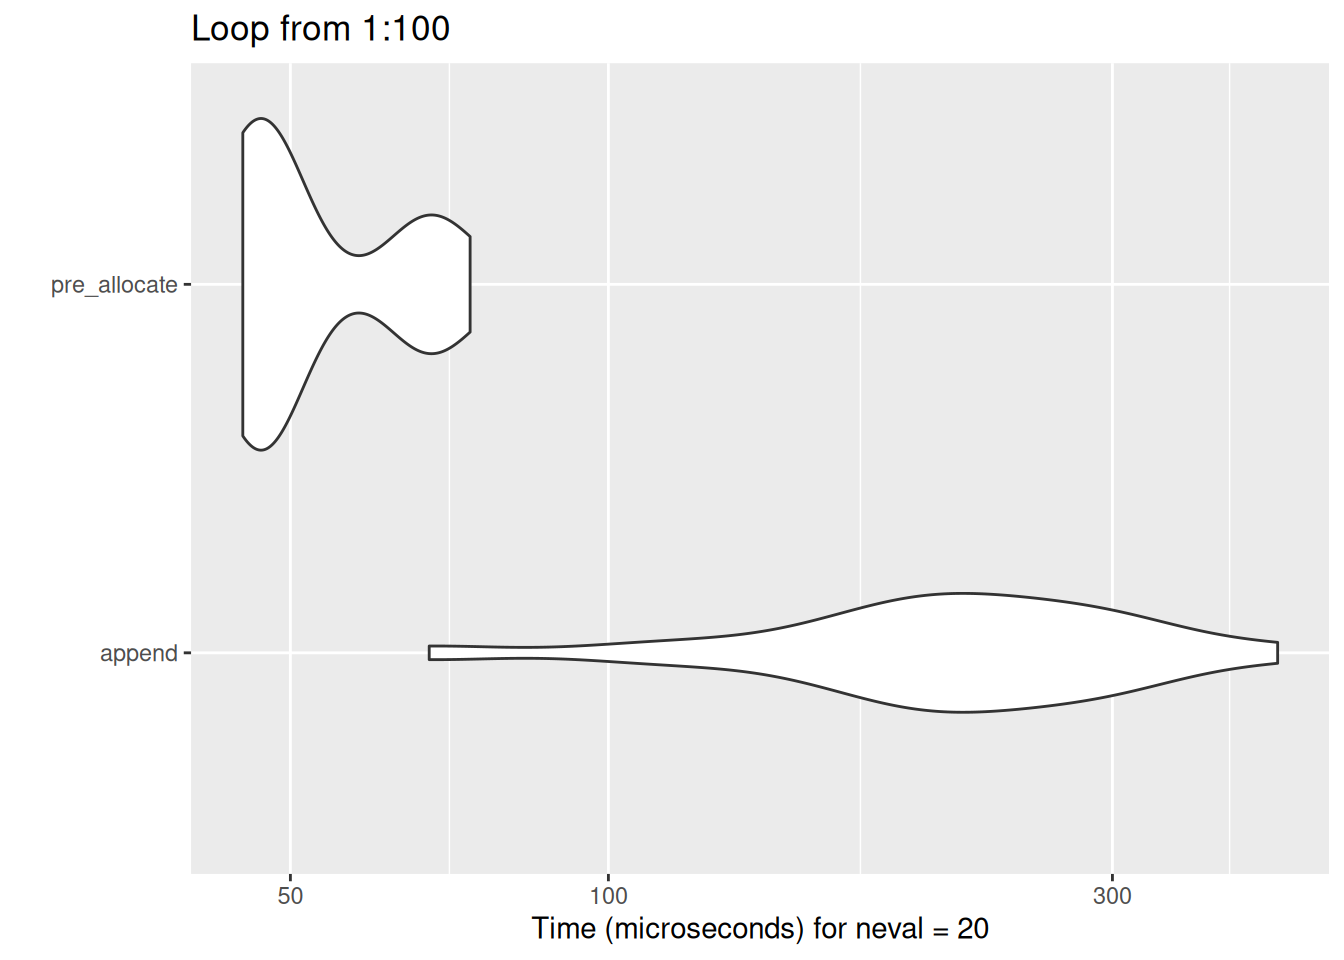 Loop from 1:100
pre_allocate
append
50 100 300
Time (microseconds) for neval = 20